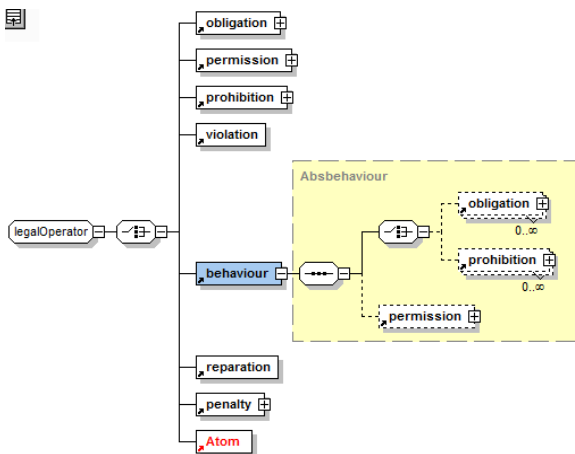 obligation
permission
prohibition
violation
Absbehaviour
obligation
0..∞
legalOperator
behaviour
prohibition
0..∞
permission
reparation
penalty
Atom